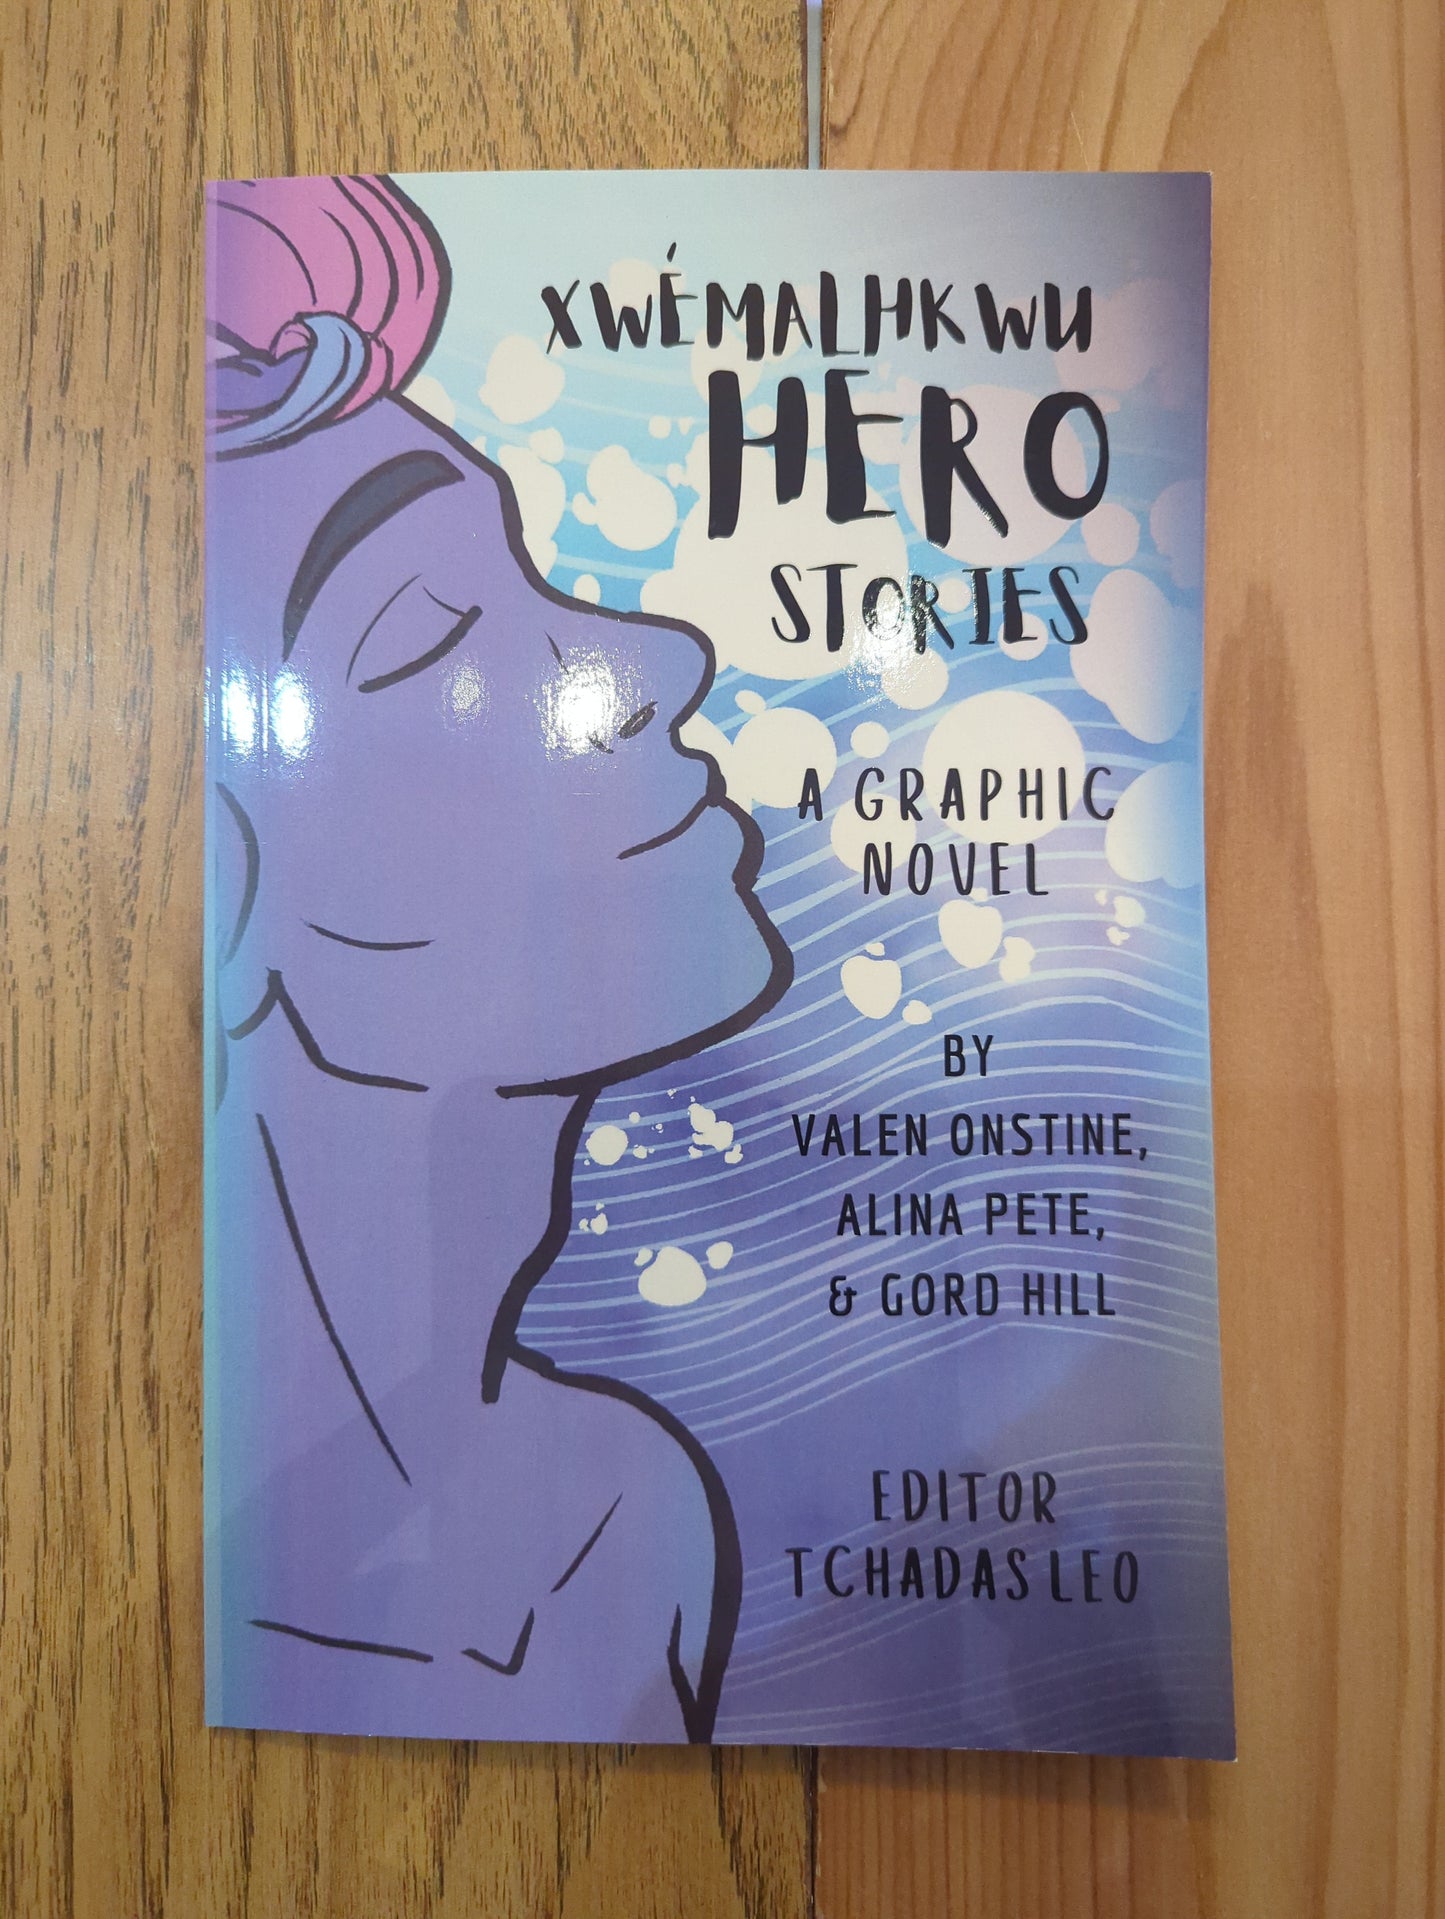 XWÉMALHKWU
HERO
STORIES
A GRAPHIC
NOVEL
BY
VALEN ONSTINE,
ALINA PETE,
& GORD HILL
EDITOR
TCHADAS LEO